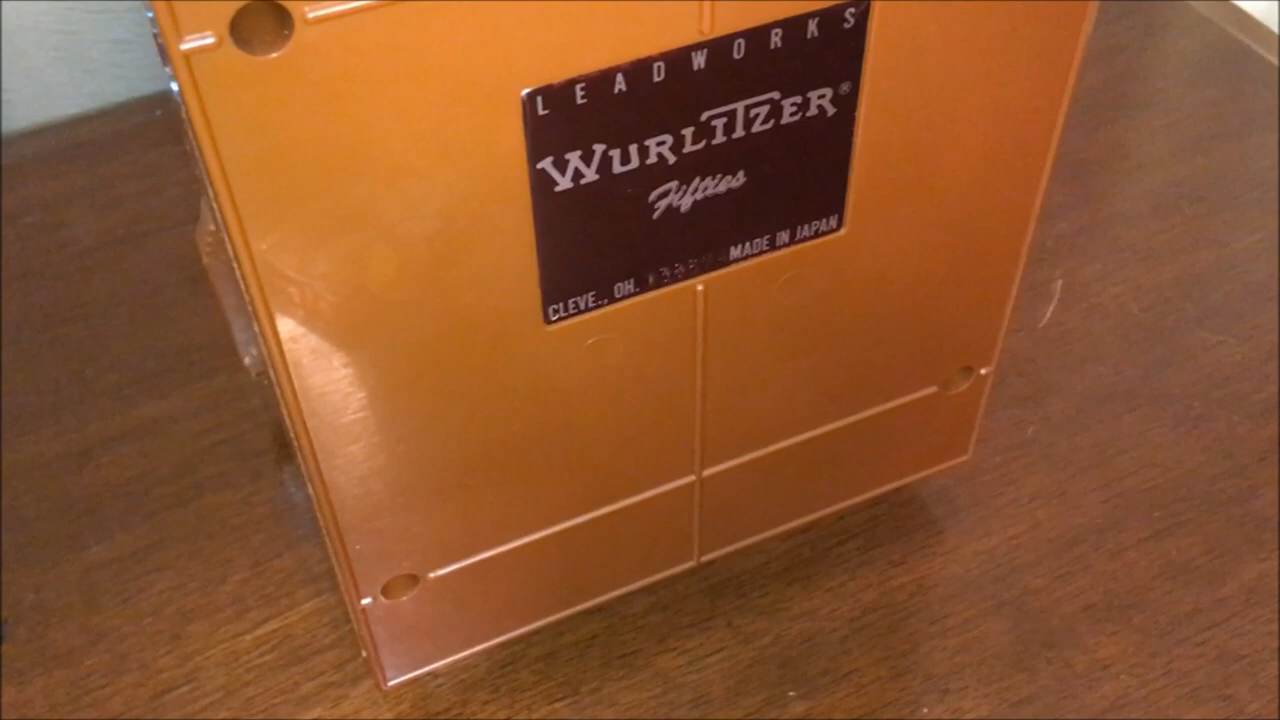 LEADWORKS
WURLITZER®
Fifties
CLEVE., OH. MADE IN JAPAN